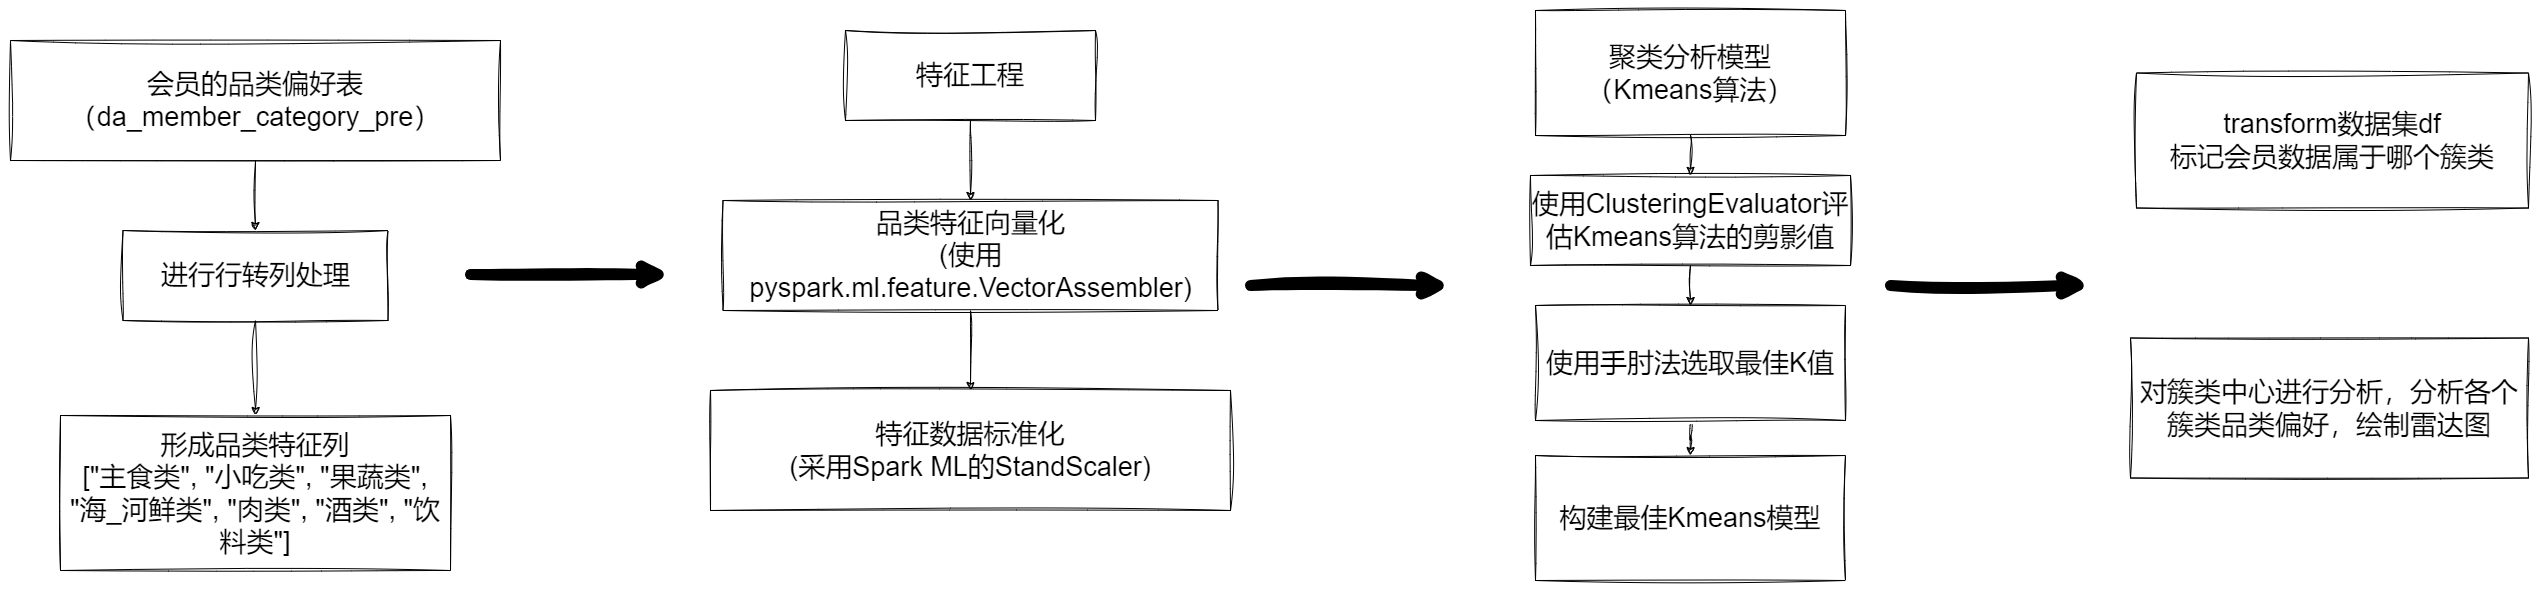 会员的品类偏好表
（da_member_category_pre）
进行行转列处理
形成品类特征列
["主食类", "小吃类", "果蔬类",
"海_河鲜类", "肉类", "酒类", "饮
料类"]
特征工程
品类特征向量化
(使用
pyspark.ml.feature.VectorAssembler)
特征数据标准化
(采用Spark ML的StandScaler)
聚类分析模型
（Kmeans算法）
使用ClusteringEvaluator评
估Kmeans算法的剪影值
使用手肘法选取最佳K值
构建最佳Kmeans模型
transform数据集df
标记会员数据属于哪个簇类
对簇类中心进行分析，分析各个
簇类品类偏好，绘制雷达图